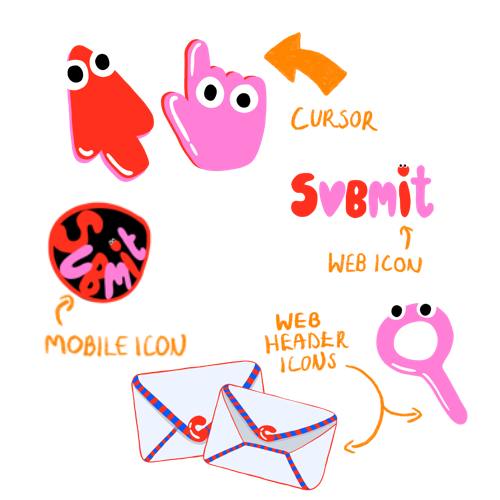 CURSOR
SUBMIT
WEB ICON
SUBMIT
MOBILE ICON
WEB
HEADER
ICONS